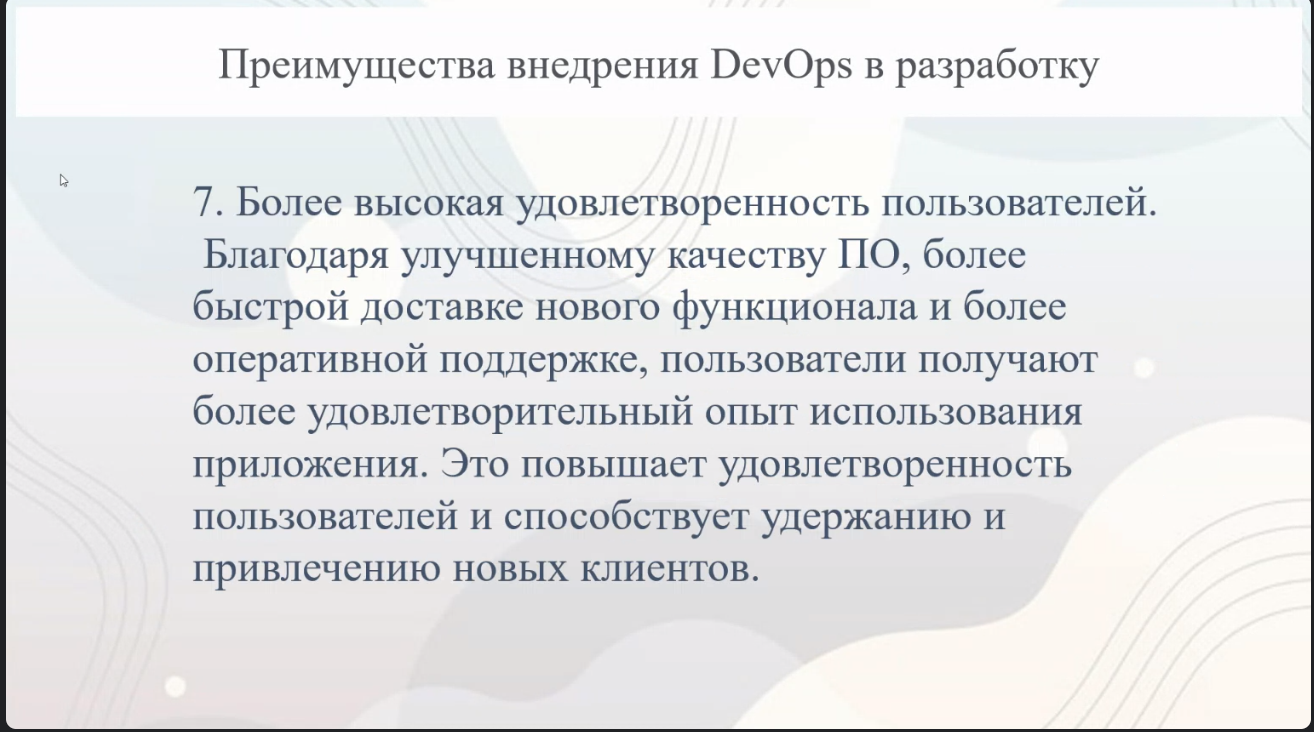 Преимущества внедрения DevOps в разработку
7. Более высокая удовлетворенность пользователей.
Благодаря улучшенному качеству ПО, более
быстрой доставке нового функционала и более
оперативной поддержке, пользователи получают
более удовлетворительный опыт использования
приложения. Это повышает удовлетворенность
пользователей и способствует удержанию и
привлечению новых клиентов.